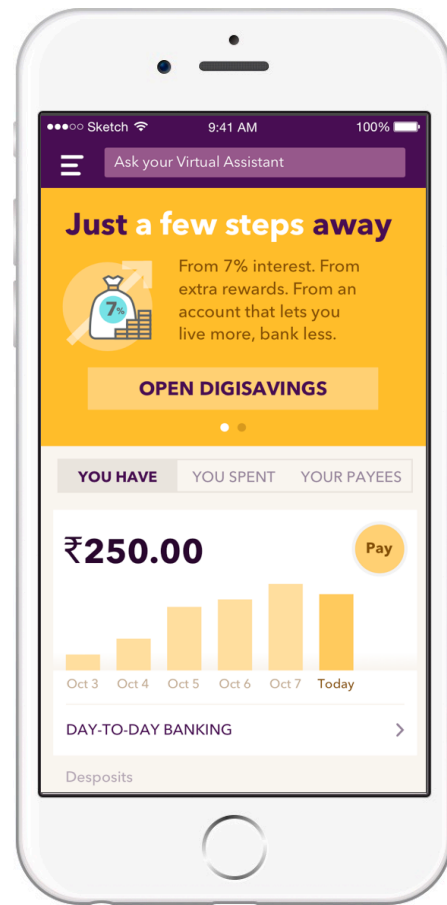 ●●●○○ Sketch 9:41 AM 100%
Ask your Virtual Assistant
Just a few steps away
From 7% interest. From
extra rewards. From an
account that lets you
live more, bank less.
7%
OPEN DIGISAVINGS
YOU HAVE YOU SPENT YOUR PAYEES
₹250.00
Pay
Oct 3 Oct 4 Oct 5 Oct 6 Oct 7 Today
DAY-TO-DAY BANKING
Desposits